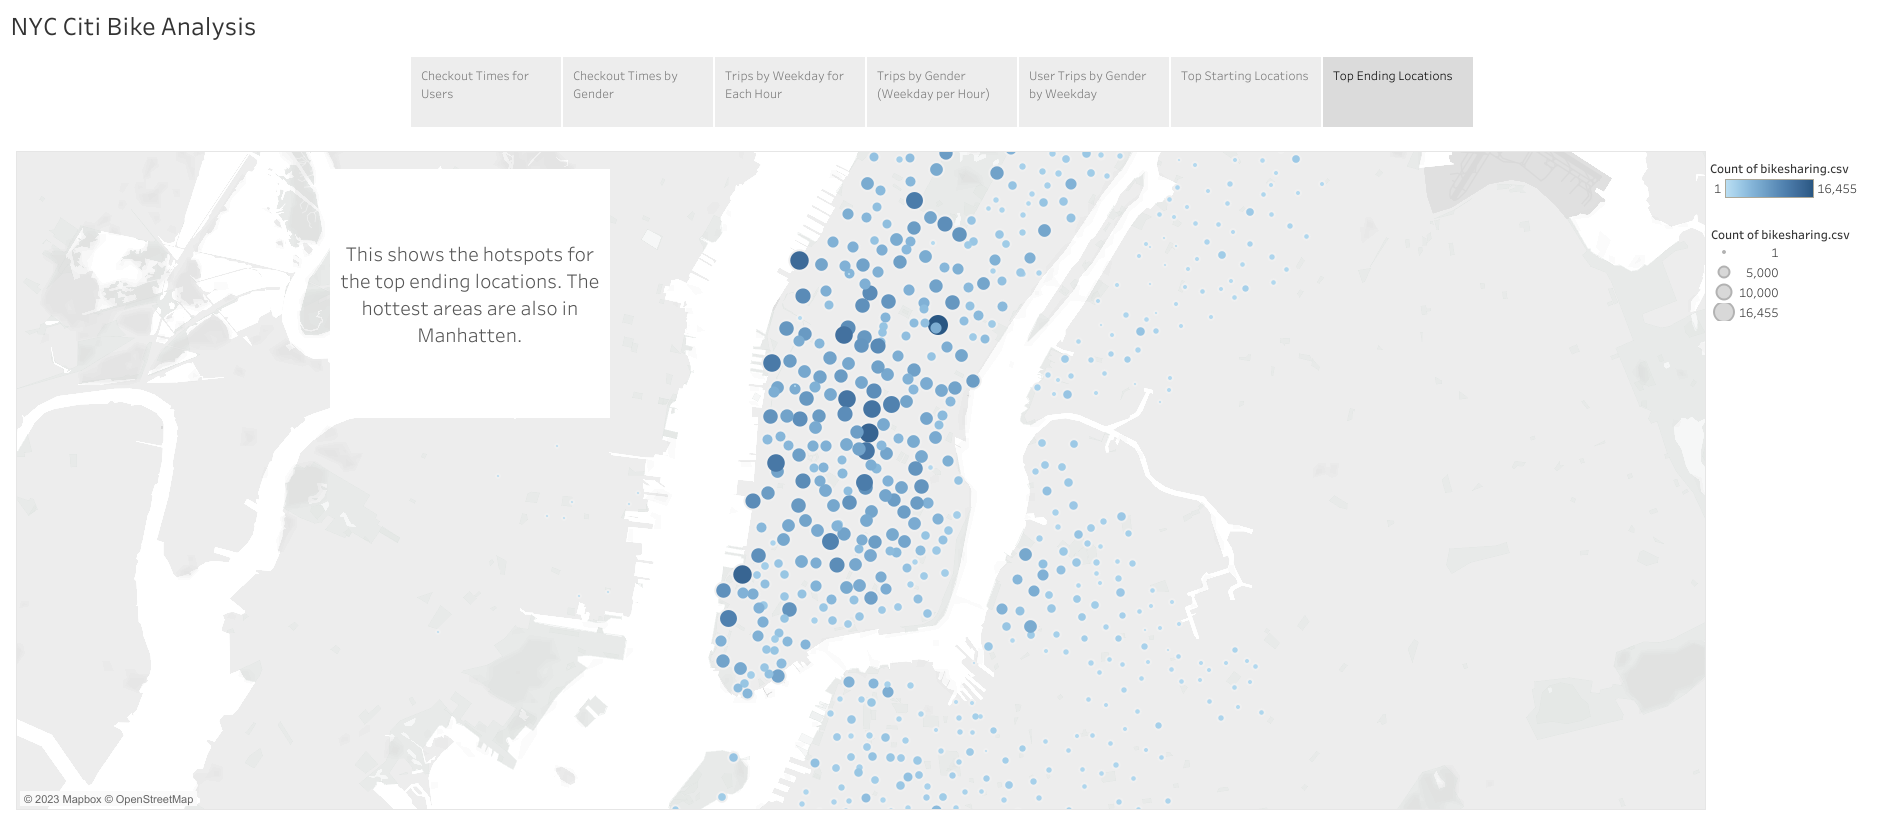 NYC Citi Bike Analysis
Checkout Times for
Users
Checkout Times by
Gender
Trips by Weekday for
Each Hour
Trips by Gender
(Weekday per Hour)
User Trips by Gender
by Weekday
Top Starting Locations
Top Ending Locations
This shows the hotspots for
the top ending locations. The
hottest areas are also in
Manhatten.
Count of bikesharing.csv
1 16,455
Count of bikesharing.csv
1
5,000
10,000
16,455
© 2023 Mapbox © OpenStreetMap